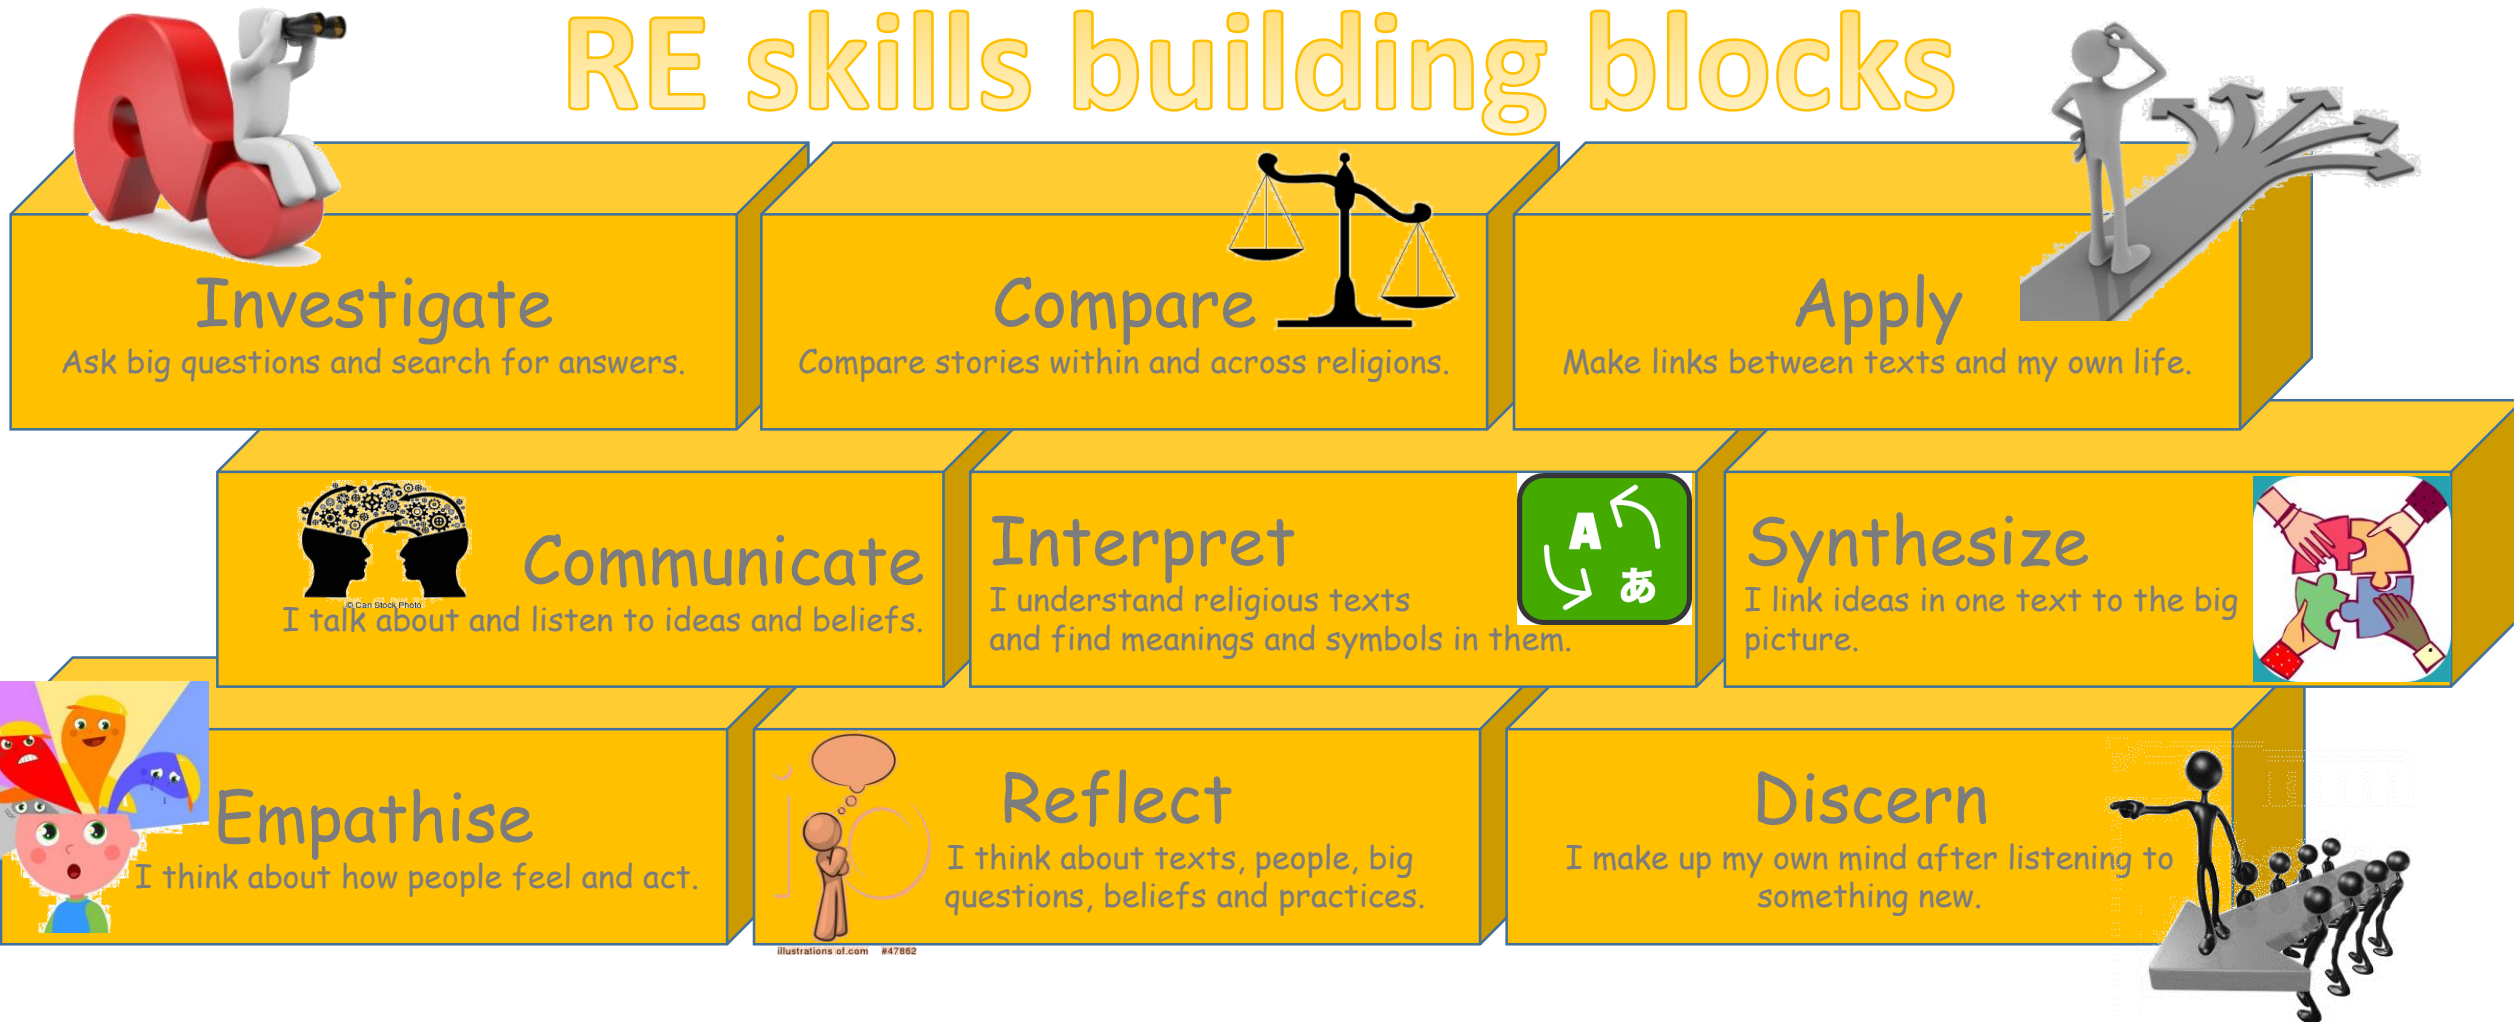 RE skills building blocks
Investigate
Ask big questions and search for answers.
Compare
Compare stories within and across religions.
Apply
Make links between texts and my own life.
© Can Stock Photo
Communicate
I talk about and listen to ideas and beliefs.
Interpret
I understand religious texts
and find meanings and symbols in them.
A
あ
Synthesize
I link ideas in one text to the big
picture.
Empathise
I think about how people feel and act.
Reflect
I think about texts, people, big
questions, beliefs and practices.
illustrations of.com #47862
Discern
I make up my own mind after listening to
something new.